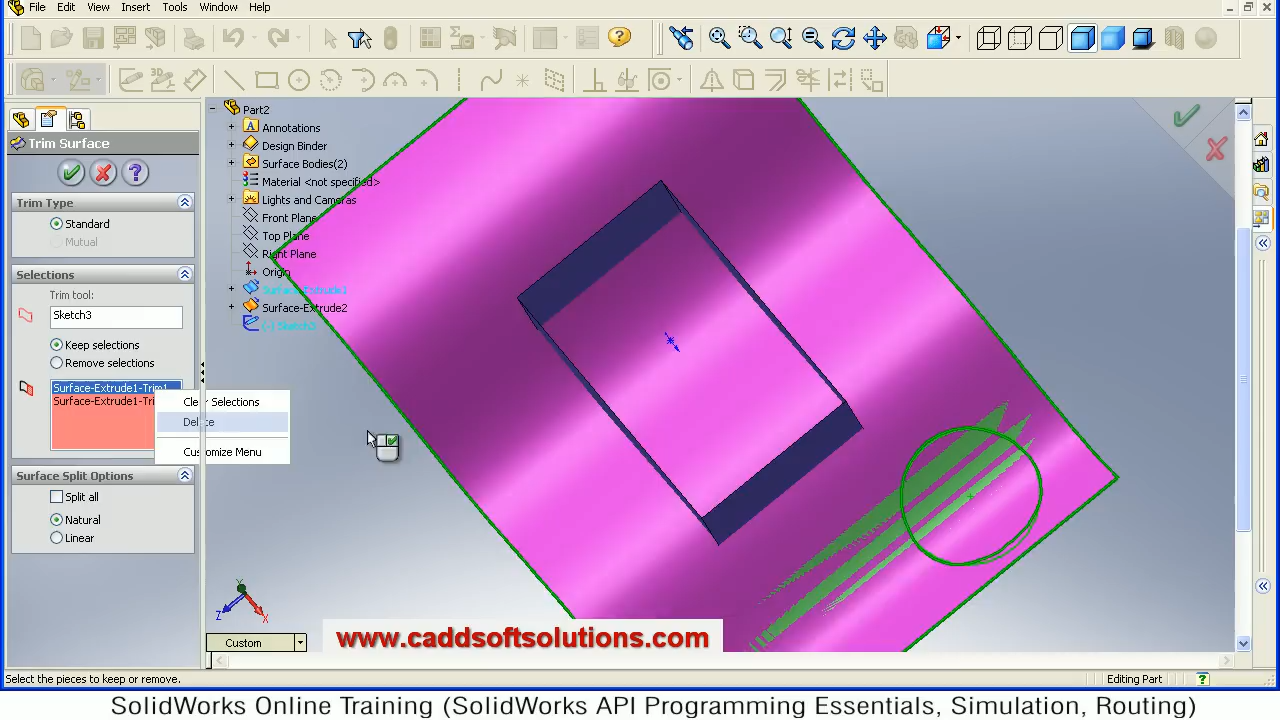 File Edit View Insert Tools Window Help
Trim Surface
Trim Type
Standard
Mutual
Selections
Trim tool:
Sketch3
Keep selections
Remove selections
Surface-Extrude1-Trim1
Surface-Extrude1-Tri
Clear Selections
Delete
Customize Menu
Surface Split Options
Split all
Natural
Linear
Part2
Annotations
Design Binder
Surface Bodies(2)
Material <not specified>
Lights and Cameras
Front Plane
Top Plane
Right Plane
Origin
Surface-Extrude1
Surface-Extrude2
(-) Sketch3
Y
Z
X
Custom
www.caddsoftsolutions.com
Select the pieces to keep or remove.
Editing Part
SolidWorks Online Training (SolidWorks API Programming Essentials, Simulation, Routing)